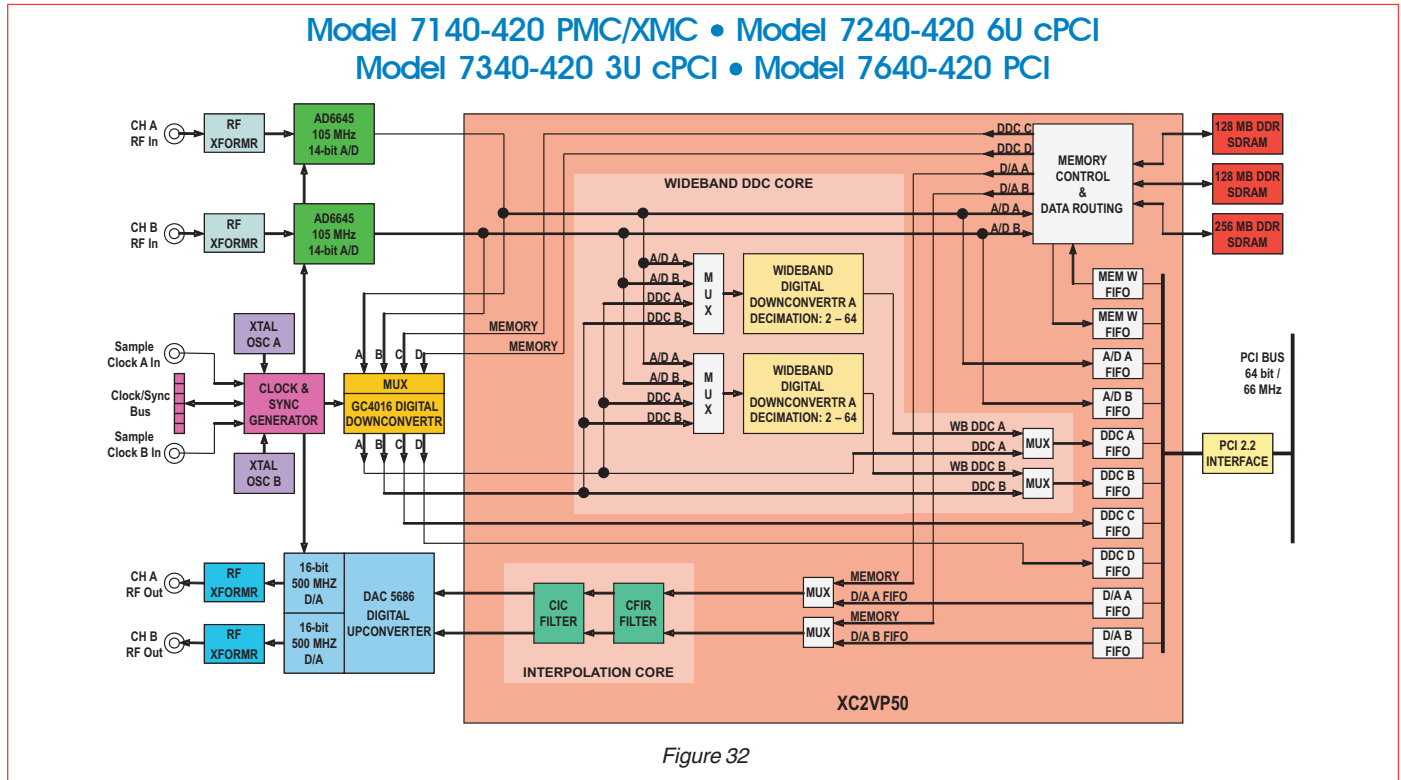 Model 7140-420 PMC/XMC • Model 7240-420 6U cPCI
Model 7340-420 3U cPCI • Model 7640-420 PCI
CH A
RF In
RF
XFORMR
AD6645
105 MHz
14-bit A/D
CH B
RF In
RF
XFORMR
AD6645
105 MHz
14-bit A/D
XTAL
OSC A
Sample
Clock A In
Clock/Sync
Bus
Sample
Clock B In
CLOCK &
SYNC
GENERATOR
XTAL
OSC B
A
B
C
D
MUX
GC4016 DIGITAL
DOWNCONVERTR
A
B
C
D
MEMORY
MEMORY
CH A
RF Out
RF
XFORMR
CH B
RF Out
RF
XFORMR
16-bit
500 MHZ
D/A
16-bit
500 MHZ
D/A
DAC 5686
DIGITAL
UPCONVERTER
WIDEBAND DDC CORE
A/D A
A/D B
DDC A
DDC B
M
U
X
WIDEBAND
DIGITAL
DOWNCONVERTR A
DECIMATION: 2 – 64
A/D A
A/D B
DDC A
DDC B
M
U
X
WIDEBAND
DIGITAL
DOWNCONVERTR A
DECIMATION: 2 – 64
DDC C
DDC D
D/A A
D/A B
A/D A
A/D B
MEMORY
CONTROL
&
DATA ROUTING
128 MB DDR
SDRAM
128 MB DDR
SDRAM
256 MB DDR
SDRAM
WB DDC A
DDC A
MUX
WB DDC B
DDC B
MUX
MEM W
FIFO
MEM W
FIFO
A/D A
FIFO
A/D B
FIFO
DDC A
FIFO
DDC B
FIFO
DDC C
FIFO
DDC D
FIFO
D/A A
FIFO
D/A B
FIFO
PCI BUS
64 bit /
66 MHz
PCI 2.2
INTERFACE
CIC
FILTER
CFIR
FILTER
INTERPOLATION CORE
MUX
MEMORY
D/A A FIFO
MUX
MEMORY
D/A B FIFO
XC2VP50
Figure 32